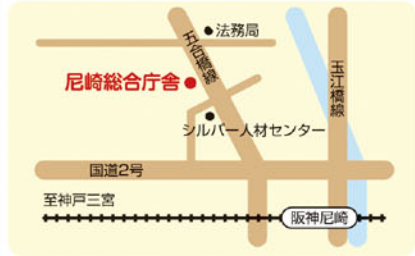 法務局
五合橋線
尼崎総合庁舎
玉江橋線
シルバー人材センター
国道2号
至神戸三宮
阪神尼崎